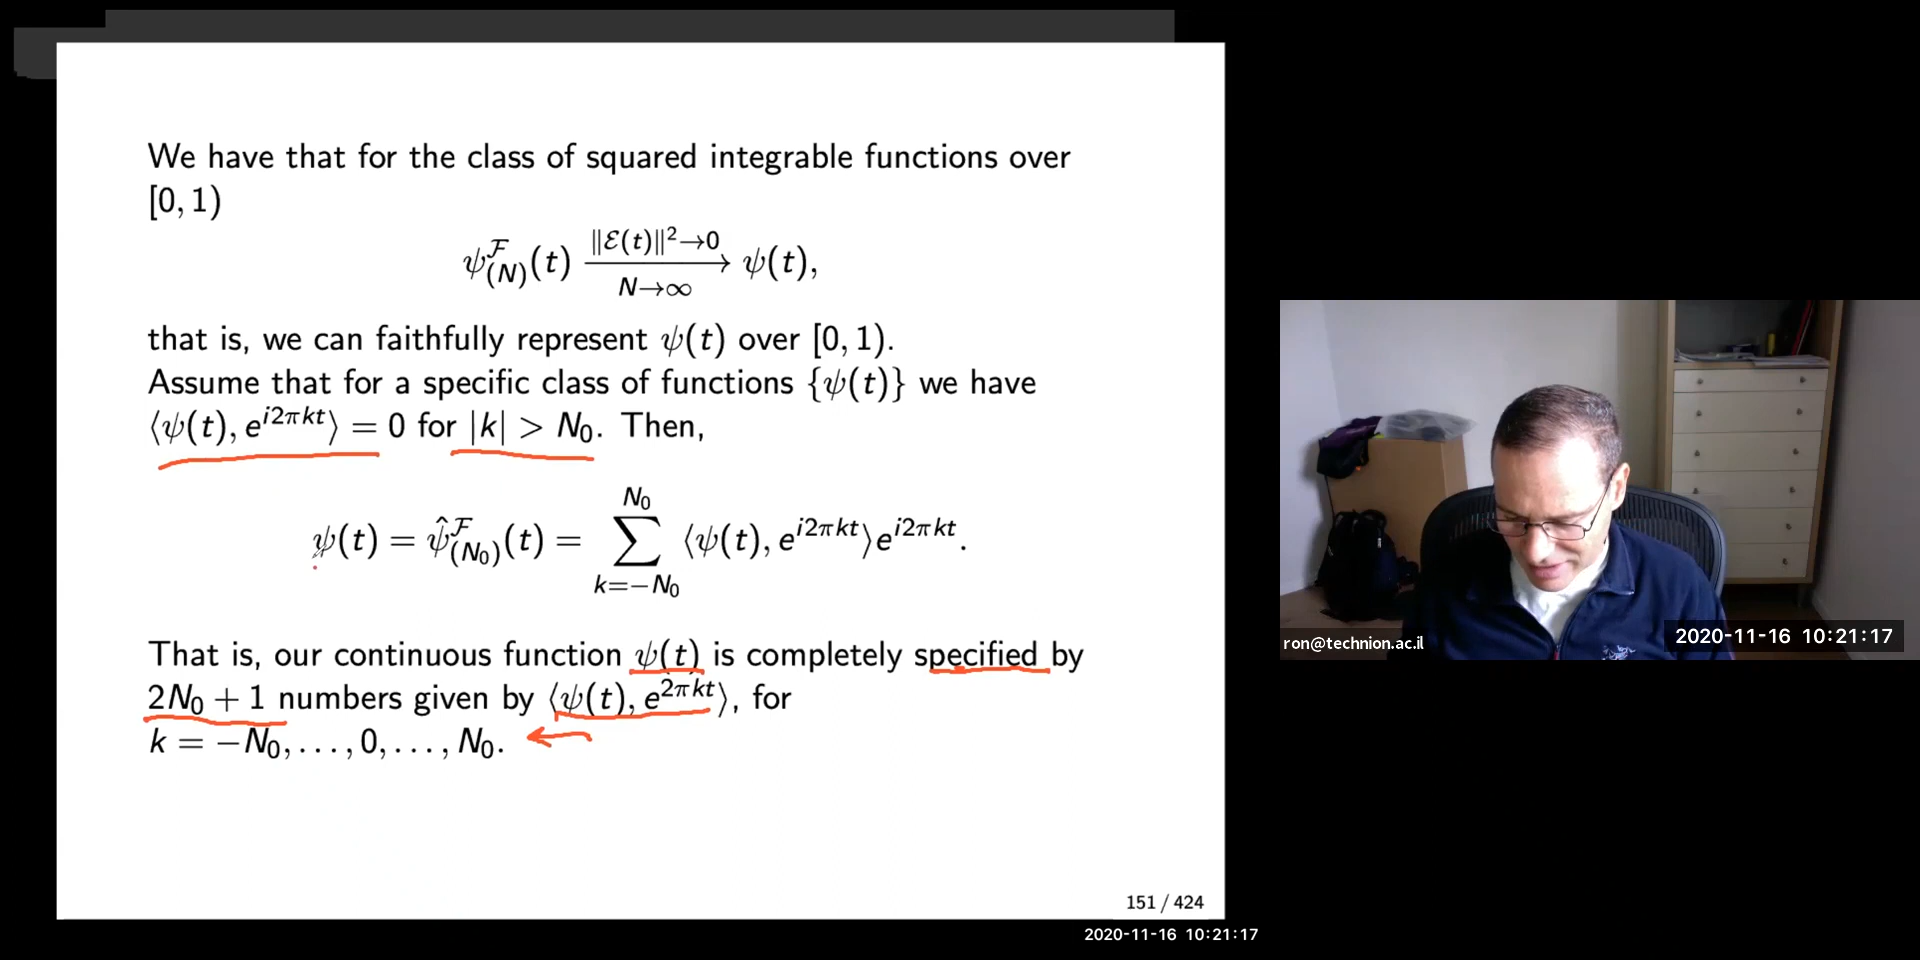 We have that for the class of squared integrable functions over
[0, 1)
ψ^ℱ_(N)(t) ‖ℰ(t)‖²→0 ⟶ N→∞ ψ(t),
that is, we can faithfully represent ψ(t) over [0, 1).
Assume that for a specific class of functions {ψ(t)} we have
⟨ψ(t), e^{i2πkt}⟩ = 0 for |k| > N₀. Then,
ψ(t) = ψ̂^ℱ_(N₀)(t) = ∑_{k=−N₀}^{N₀} ⟨ψ(t), e^{i2πkt}⟩e^{i2πkt}.
That is, our continuous function ψ(t) is completely specified by
2N₀ + 1 numbers given by ⟨ψ(t), e^{2πkt}⟩, for
k = −N₀, . . . , 0, . . . , N₀.
151 / 424
2020-11-16 10:21:17
ron@technion.ac.il
2020-11-16 10:21:17